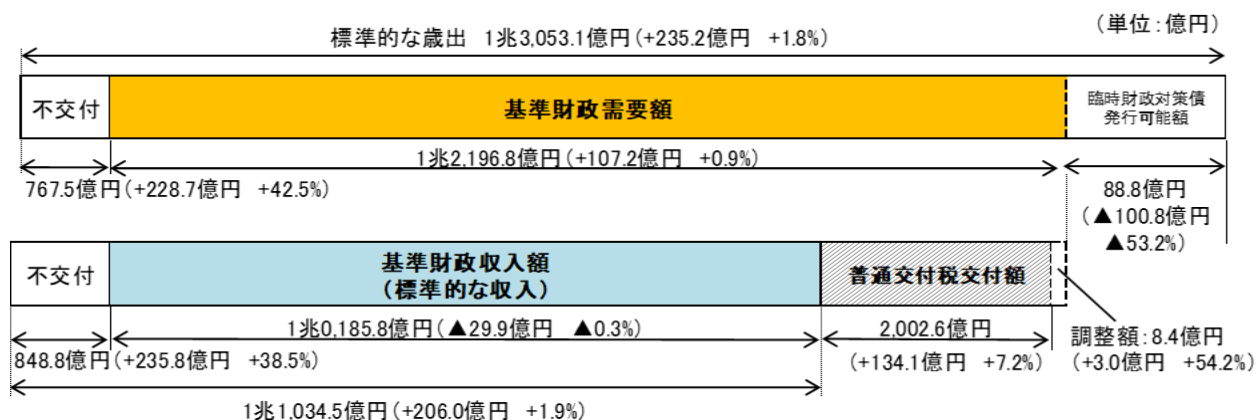 (単位:億円)
標準的な歳出 1兆3,053.1億円(+235.2億円 +1.8%)
不交付
基準財政需要額
臨時財政対策債
発行可能額
1兆2,196.8億円(+107.2億円 +0.9%)
767.5億円(+228.7億円 +42.5%)
88.8億円
(▲100.8億円
▲53.2%)
不交付
基準財政収入額
(標準的な収入)
普通交付税交付額
1兆0,185.8億円(▲29.9億円 ▲0.3%)
2,002.6億円
(+134.1億円 +7.2%)
調整額:8.4億円
(+3.0億円 +54.2%)
848.8億円(+235.8億円 +38.5%)
1兆1,034.5億円(+206.0億円 +1.9%)